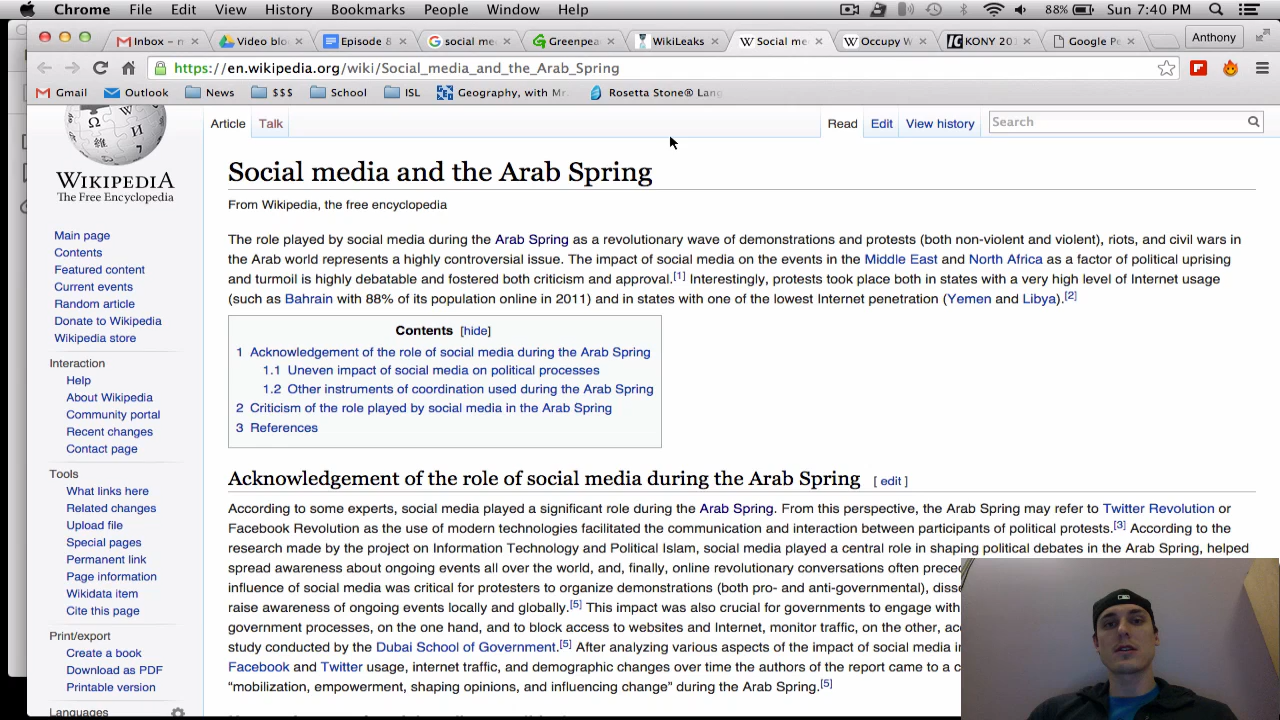 Chrome File Edit View History Bookmarks People Window Help 88% Sun 7:40 PM
Inbox – Video blo Episode 8 social me Greenpea WikiLeaks Social me Occupy W KONY 20 Google P Anthony
https://en.wikipedia.org/wiki/Social_media_and_the_Arab_Spring
Gmail Outlook News $$$ School ISL Geography, with Mr. Rosetta Stone® Lang
Article Talk Read Edit View history Search
WIKIPEDIA
The Free Encyclopedia
Main page
Contents
Featured content
Current events
Random article
Donate to Wikipedia
Wikipedia store
Interaction
Help
About Wikipedia
Community portal
Recent changes
Contact page
Tools
What links here
Related changes
Upload file
Special pages
Permanent link
Page information
Wikidata item
Cite this page
Print/export
Create a book
Download as PDF
Printable version
Languages
Social media and the Arab Spring
From Wikipedia, the free encyclopedia
The role played by social media during the Arab Spring as a revolutionary wave of demonstrations and protests (both non-violent and violent), riots, and civil wars in
the Arab world represents a highly controversial issue. The impact of social media on the events in the Middle East and North Africa as a factor of political uprising
and turmoil is highly debatable and fostered both criticism and approval.[1] Interestingly, protests took place both in states with a very high level of Internet usage
(such as Bahrain with 88% of its population online in 2011) and in states with one of the lowest Internet penetration (Yemen and Libya).[2]
Contents [hide]
1 Acknowledgement of the role of social media during the Arab Spring
1.1 Uneven impact of social media on political processes
1.2 Other instruments of coordination used during the Arab Spring
2 Criticism of the role played by social media in the Arab Spring
3 References
Acknowledgement of the role of social media during the Arab Spring [ edit ]
According to some experts, social media played a significant role during the Arab Spring. From this perspective, the Arab Spring may refer to Twitter Revolution or
Facebook Revolution as the use of modern technologies facilitated the communication and interaction between participants of political protests.[3] According to the
research made by the project on Information Technology and Political Islam, social media played a central role in shaping political debates in the Arab Spring, helped
spread awareness about ongoing events all over the world, and, finally, online revolutionary conversations often prece
influence of social media was critical for protesters to organize demonstrations (both pro- and anti-governmental), diss
raise awareness of ongoing events locally and globally.[5] This impact was also crucial for governments to engage with
government processes, on the one hand, and to block access to websites and Internet, monitor traffic, on the other, acc
study conducted by the Dubai School of Government.[5] After analyzing various aspects of the impact of social media i
Facebook and Twitter usage, internet traffic, and demographic changes over time the authors of the report came to a c
“mobilization, empowerment, shaping opinions, and influencing change” during the Arab Spring.[5]